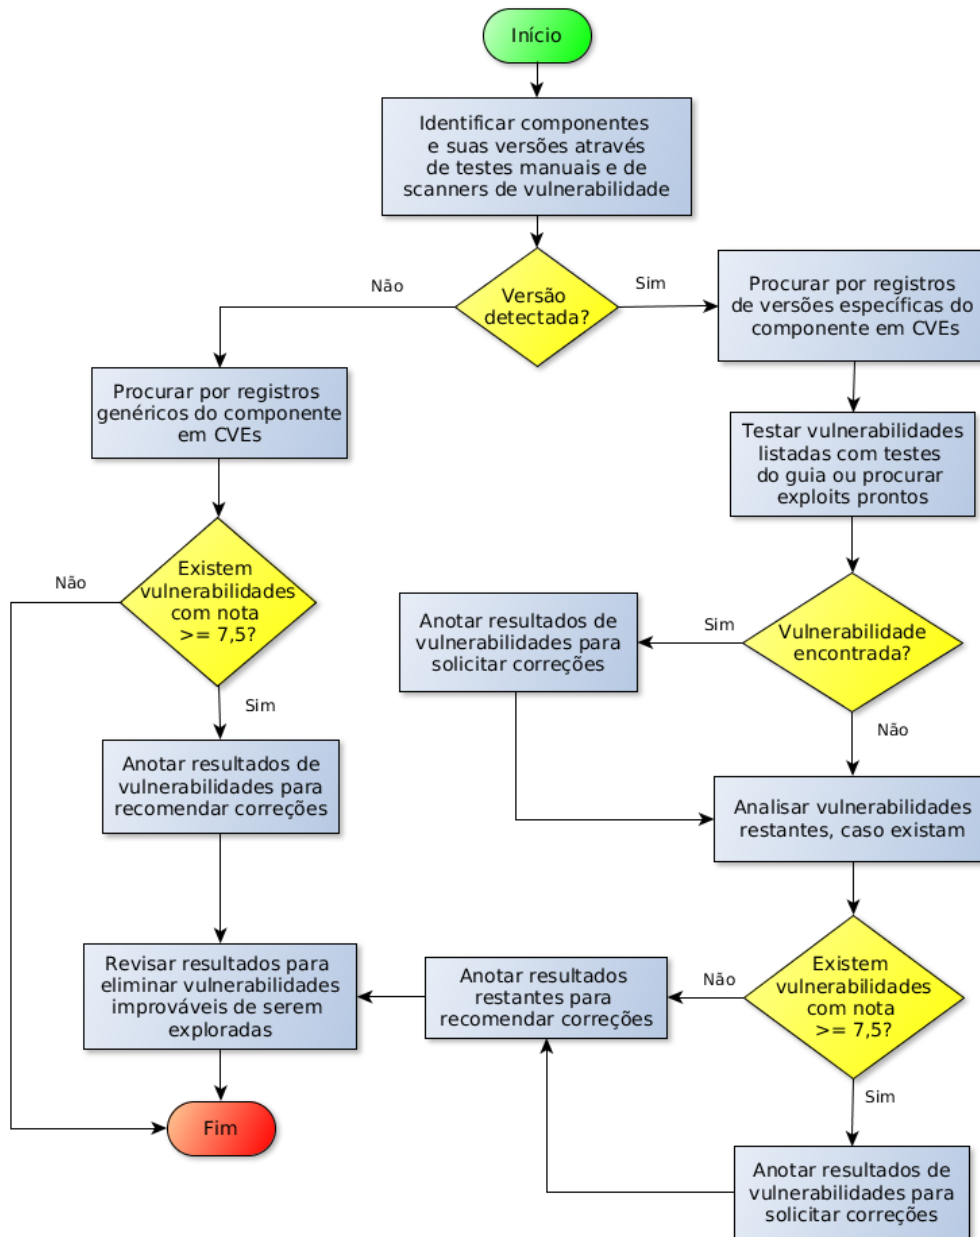 Início
Identificar componentes
e suas versões através
de testes manuais e de
scanners de vulnerabilidade
Não
Versão
detectada?
Sim
Procurar por registros
de versões específicas do
componente em CVEs
Procurar por registros
genéricos do componente
em CVEs
Testar vulnerabilidades
listadas com testes
do guia ou procurar
exploits prontos
Não
Existem
vulnerabilidades
com nota
>= 7,5?
Sim
Anotar resultados de
vulnerabilidades para
solicitar correções
Sim
Vulnerabilidade
encontrada?
Não
Anotar resultados de
vulnerabilidades para
recomendar correções
Analisar vulnerabilidades
restantes, caso existam
Revisar resultados para
eliminar vulnerabilidades
improváveis de serem
exploradas
Anotar resultados
restantes para
recomendar correções
Não
Existem
vulnerabilidades
com nota
>= 7,5?
Sim
Fim
Anotar resultados de
vulnerabilidades para
solicitar correções